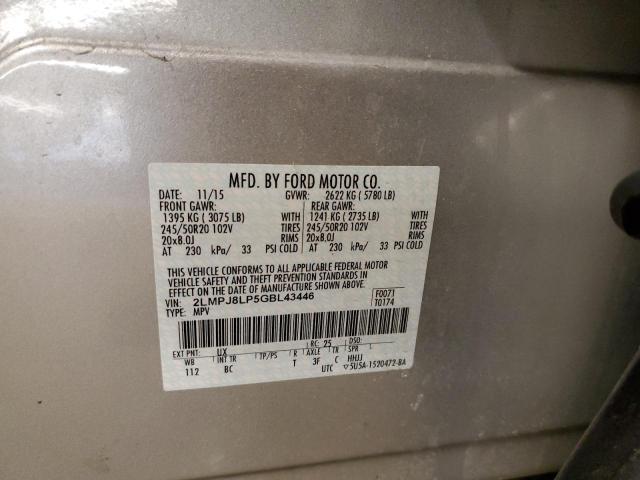 MFD. BY FORD MOTOR CO.
DATE: 11/15 GVWR: 2622 KG ( 5780 LB)
FRONT GAWR: REAR GAWR:
1395 KG ( 3075 LB) WITH 1241 KG ( 2735 LB) WITH
245/50R20 102V TIRES 245/50R20 102V TIRES
20x8.0J RIMS 20x8.0J RIMS
AT 230 kPa/ 33 PSI COLD AT 230 kPa/ 33 PSI COLD
THIS VEHICLE CONFORMS TO ALL APPLICABLE FEDERAL MOTOR
VEHICLE SAFETY AND THEFT PREVENTION STANDARDS IN
EFFECT ON THE DATE OF MANUFACTURE SHOWN ABOVE.
VIN: 2LMPJ8LP5GBL43446 F0071
TYPE: MPV T0174
EXT PNT: UX RC: 25 DSO:
WB INT TR TP/PS R AXLE TR SPR L
112 BC T 3F C HHJJ
UTC ▽5U5A-1520472-BA